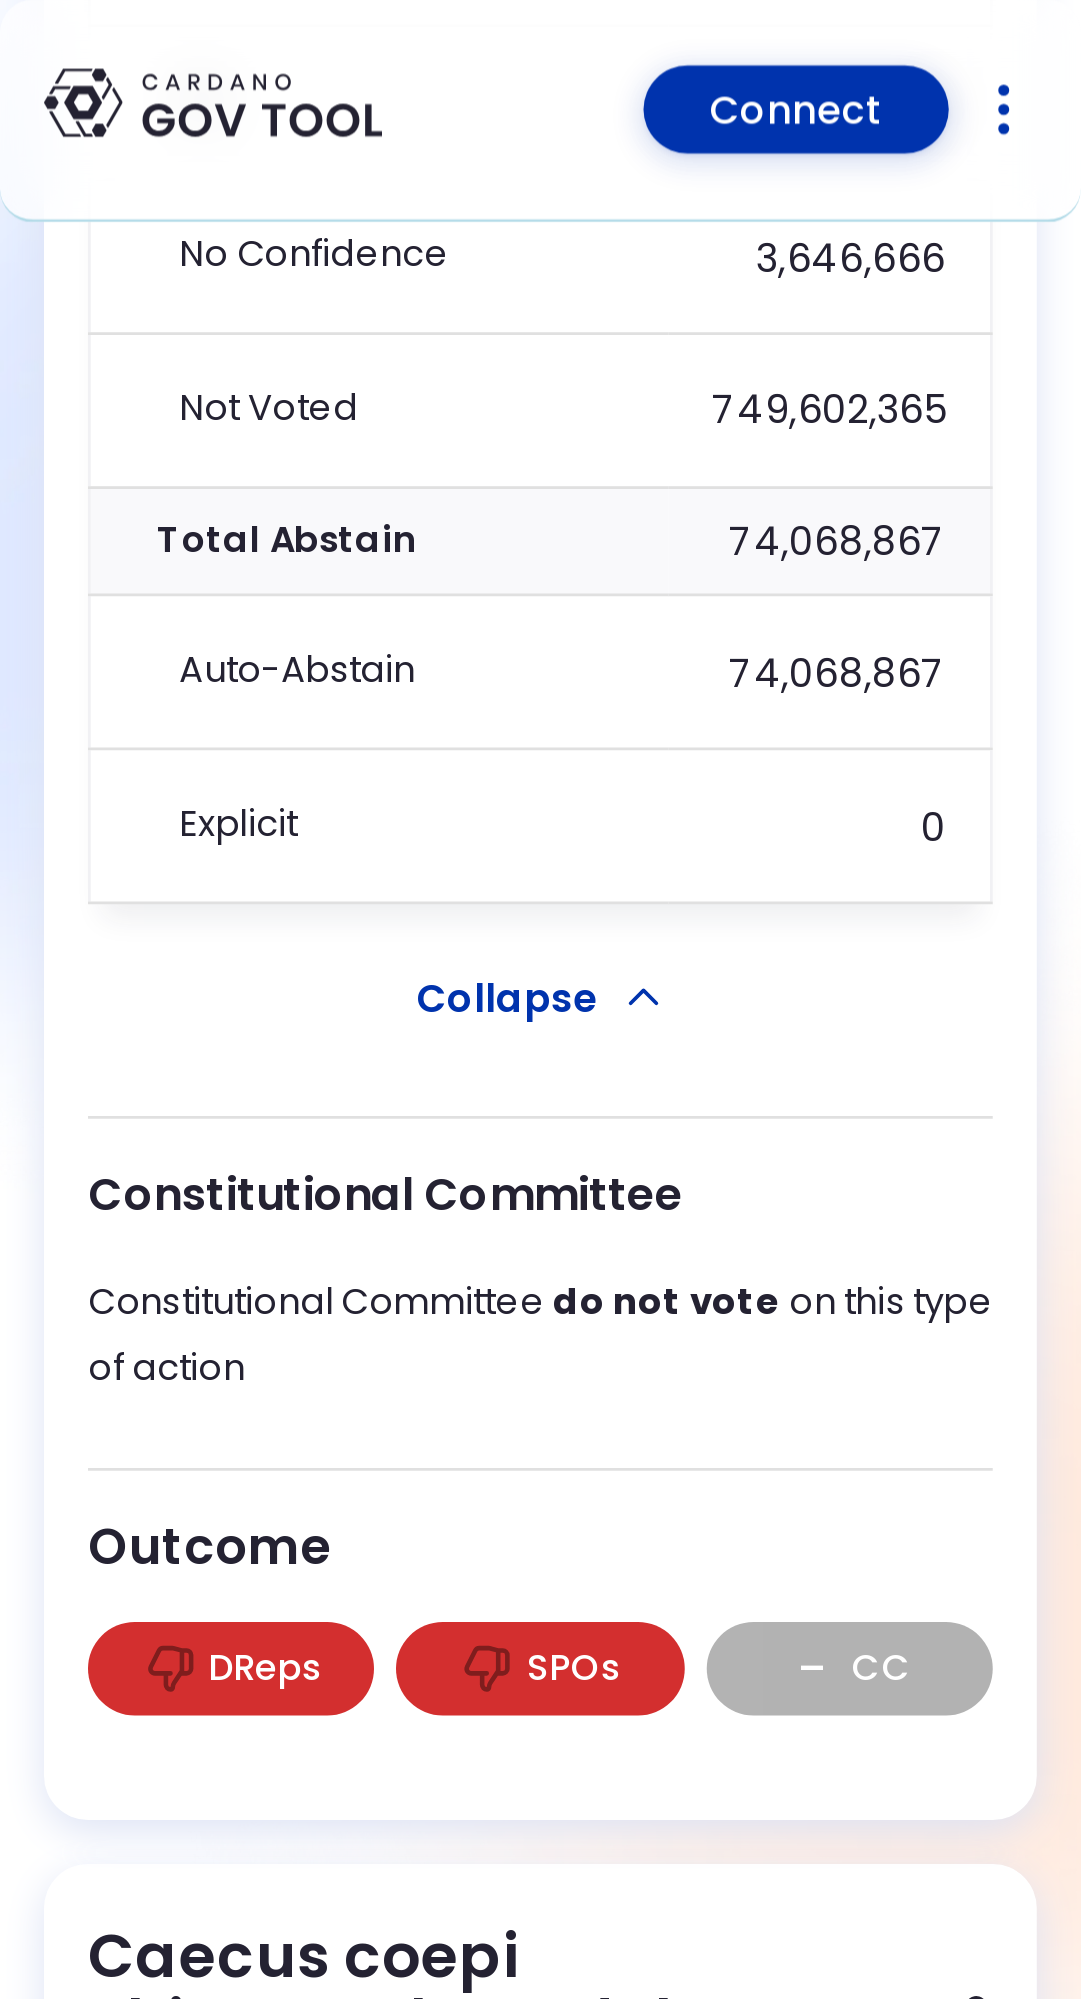 CARDANO
GOV TOOL
Connect
No Confidence 3,646,666
Not Voted 749,602,365
Total Abstain 74,068,867
Auto-Abstain 74,068,867
Explicit 0
Collapse
Constitutional Committee
Constitutional Committee do not vote on this type
of action
Outcome
DReps SPOs – CC
Caecus coepi